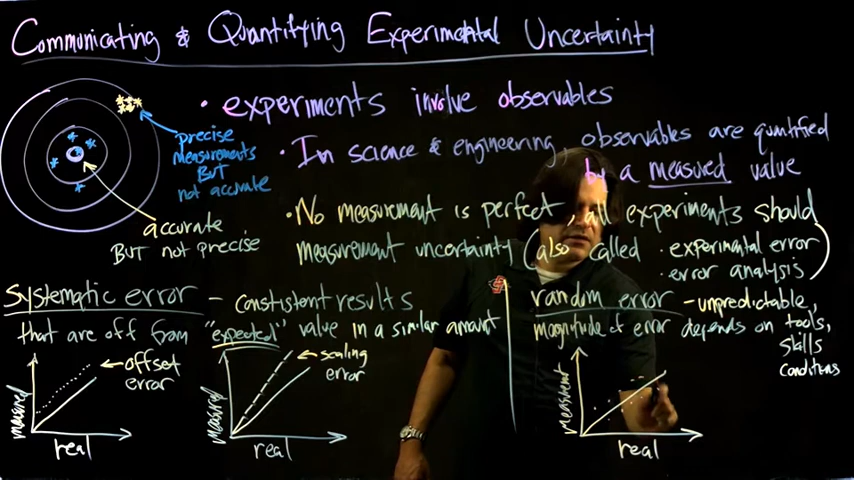 Communicating & Quantifying Experimental Uncertainty
• experiments involve observables
precise
measurements
BUT
not accurate
• In science & engineering, observables are quantified
by a measured value
accurate
BUT not precise
• No measurement is perfect, all experiments should
measurement uncertainty (also called • experimental error
• error analysis)
Systematic error - constistent results
that are off from "expected" value in a similar amount
offset
error
measured
real
scaling
error
measured
real
random error - unpredictable,
magnitude of error depends on tools,
skills
conditions
measurement
real